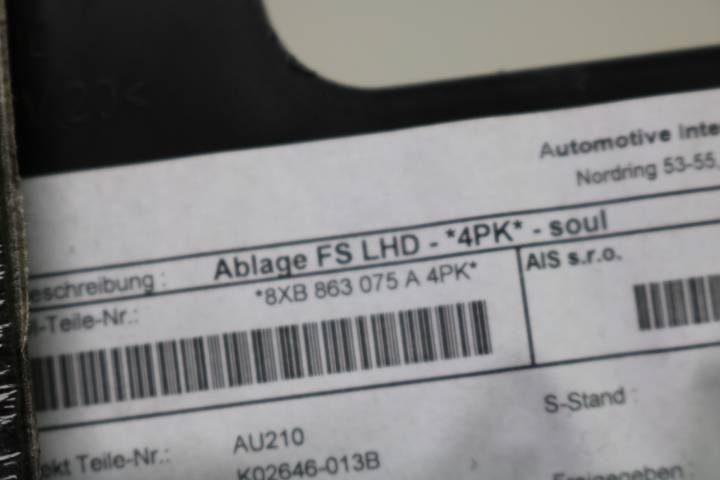 Automotive Inte
Nordring 53-55,
eschreibung : Ablage FS LHD - *4PK* - soul
l-Teile-Nr.: *8XB 863 075 A 4PK* AIS s.r.o.
S-Stand :
ekt Teile-Nr.: AU210
K02646-013B
Freigegeben :